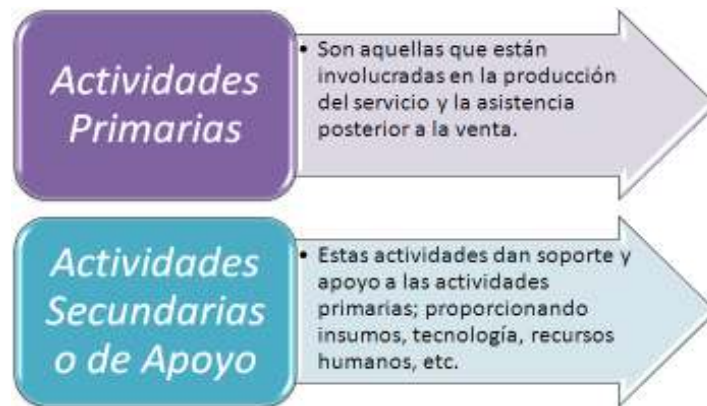 Actividades
Primarias
• Son aquellas que están
involucradas en la producción
del servicio y la asistencia
posterior a la venta.
Actividades
Secundarias
o de Apoyo
• Estas actividades dan soporte y
apoyo a las actividades
primarias; proporcionando
insumos, tecnología, recursos
humanos, etc.